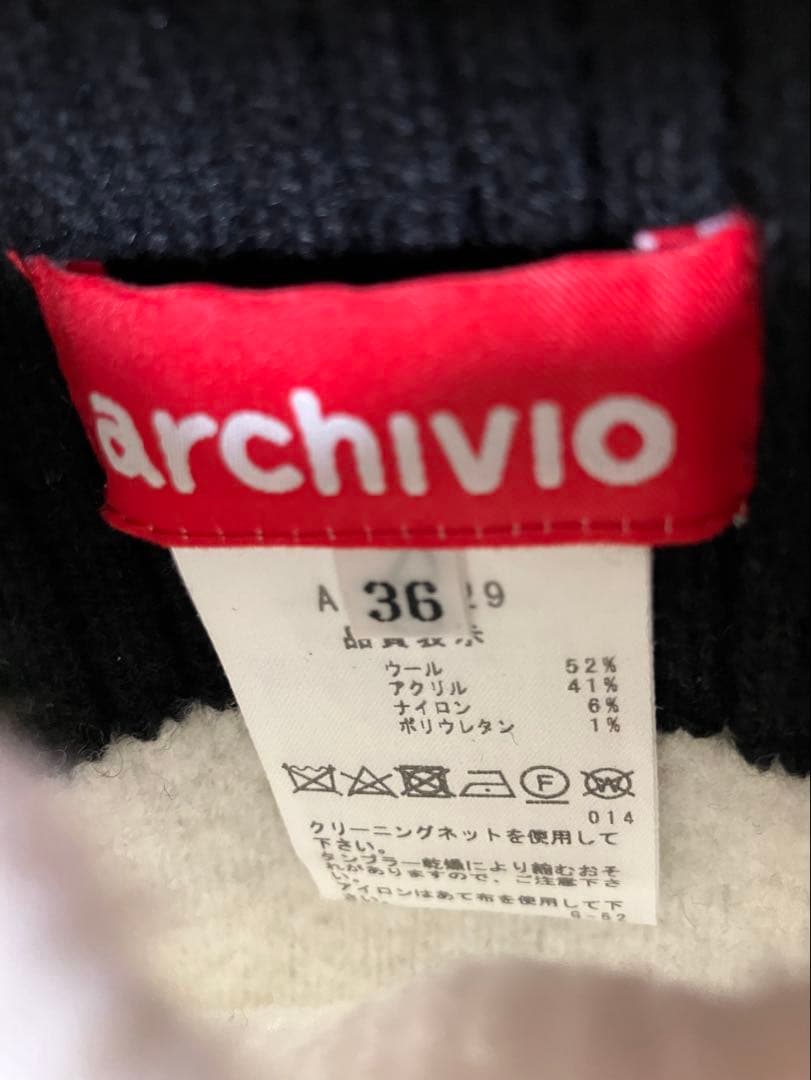 archivio
A 36 29
品質表示
ウール 52%
アクリル 41%
ナイロン 6%
ポリウレタン 1%
F W
014
クリーニングネットを使用して
下さい。
タンブラー乾燥により縮むおそ
れがありますので、ご注意下さ
い。
アイロンはあて布を使用して下
さい。
G-62